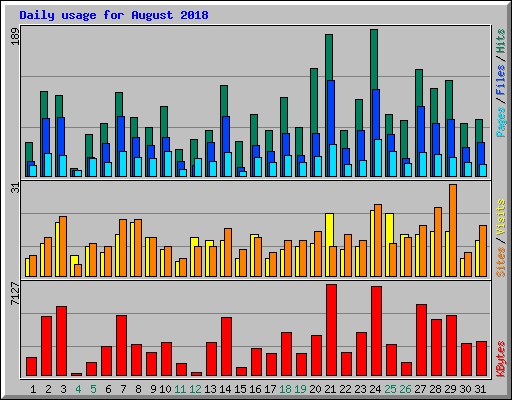 Daily usage for August 2018
189
Pages / Files / Hits
31
Sites / Visits
7127
KBytes
1 2 3 4 5 6 7 8 9 10 11 12 13 14 15 16 17 18 19 20 21 22 23 24 25 26 27 28 29 30 31